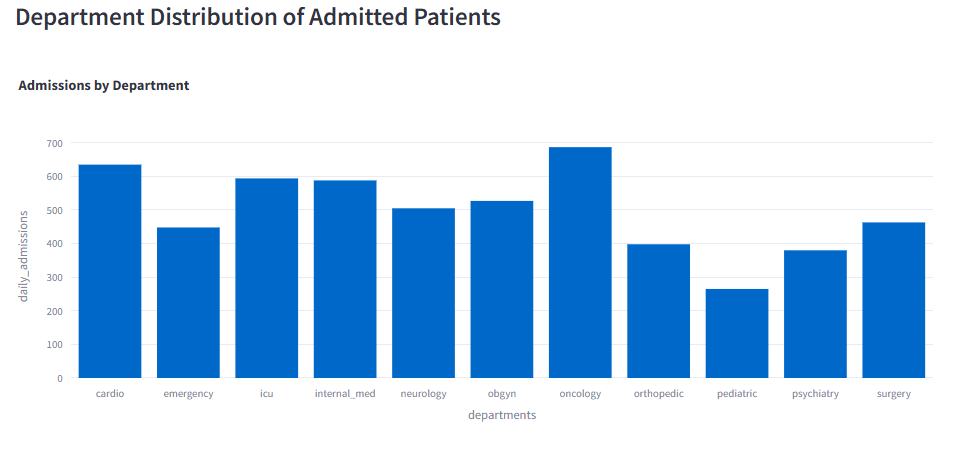 Department Distribution of Admitted Patients
Admissions by Department
700
600
500
400
300
200
100
0
daily_admissions
cardio emergency icu internal_med neurology obgyn oncology orthopedic pediatric psychiatry surgery
departments